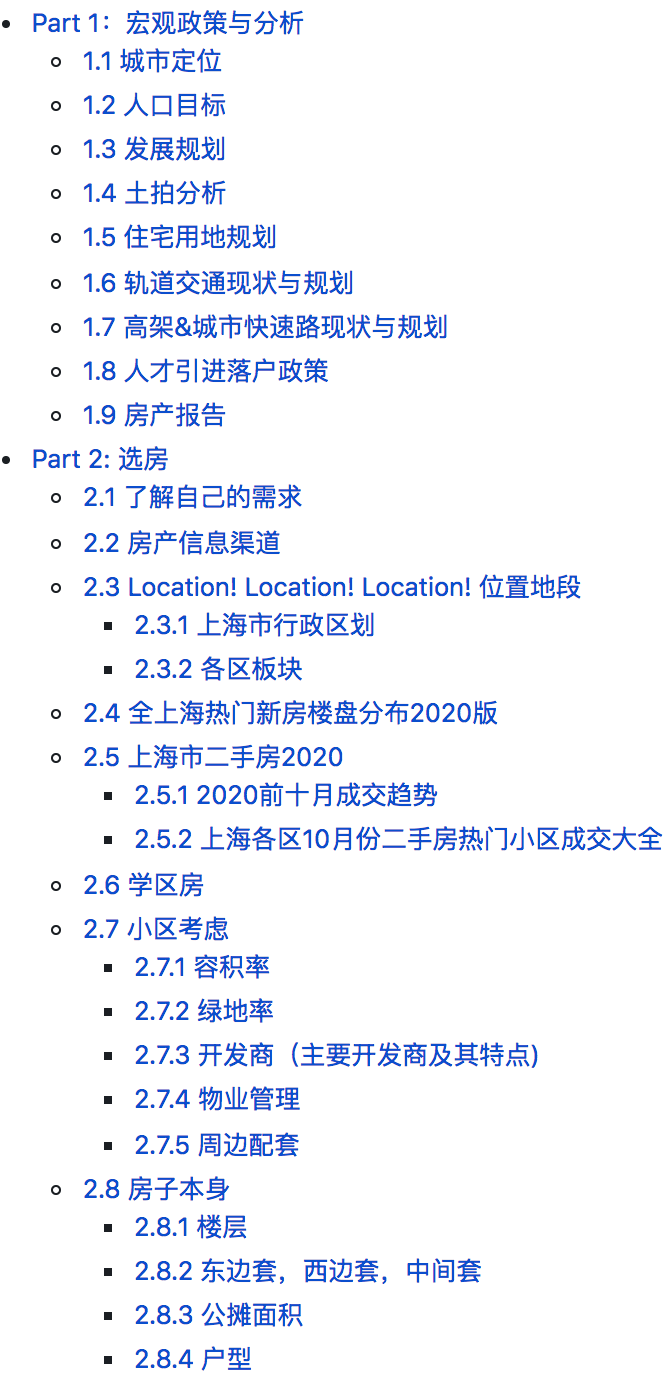 Part 1：宏观政策与分析
1.1 城市定位
1.2 人口目标
1.3 发展规划
1.4 土拍分析
1.5 住宅用地规划
1.6 轨道交通现状与规划
1.7 高架&城市快速路现状与规划
1.8 人才引进落户政策
1.9 房产报告
Part 2: 选房
2.1 了解自己的需求
2.2 房产信息渠道
2.3 Location! Location! Location! 位置地段
2.3.1 上海市行政区划
2.3.2 各区板块
2.4 全上海热门新房楼盘分布2020版
2.5 上海市二手房2020
2.5.1 2020前十月成交趋势
2.5.2 上海各区10月份二手房热门小区成交大全
2.6 学区房
2.7 小区考虑
2.7.1 容积率
2.7.2 绿地率
2.7.3 开发商（主要开发商及其特点)
2.7.4 物业管理
2.7.5 周边配套
2.8 房子本身
2.8.1 楼层
2.8.2 东边套，西边套，中间套
2.8.3 公摊面积
2.8.4 户型